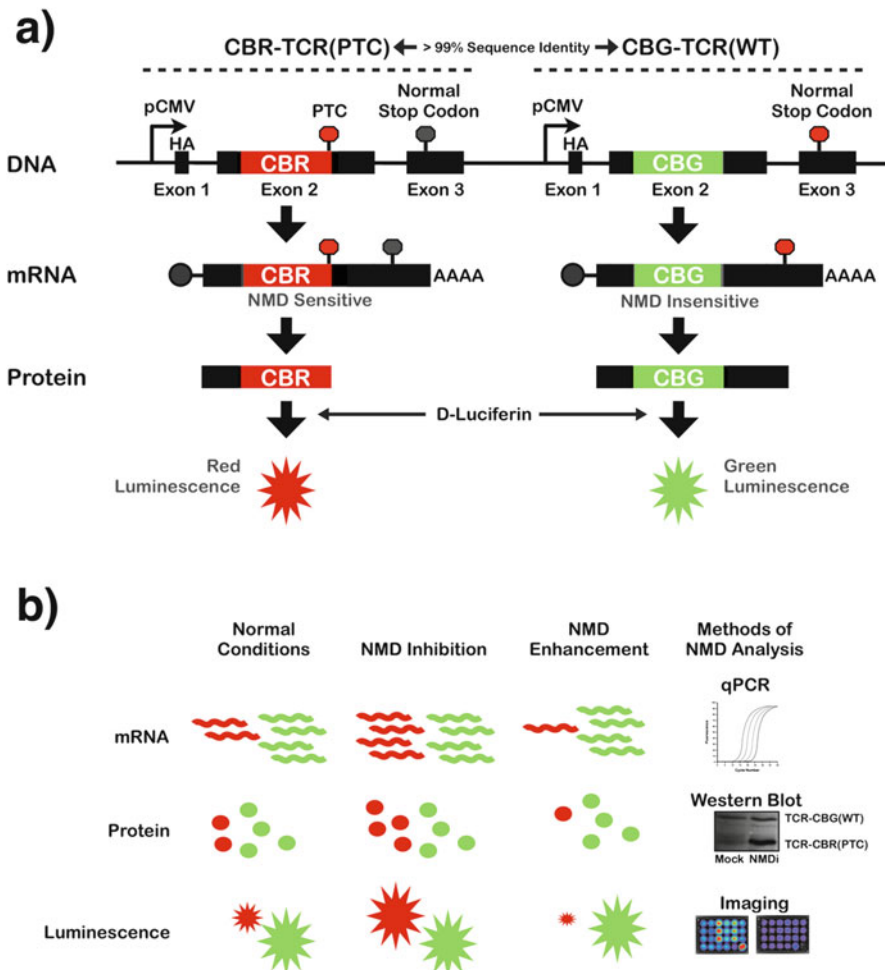 a)
CBR-TCR(PTC) > 99% Sequence Identity CBG-TCR(WT)
pCMV PTC Normal Stop Codon pCMV Normal Stop Codon
HA HA
DNA CBR CBG
Exon 1 Exon 2 Exon 3 Exon 1 Exon 2 Exon 3
mRNA CBR AAAA CBG AAAA
NMD Sensitive NMD Insensitive
Protein CBR CBG
D-Luciferin
Red Luminescence
Green Luminescence
b)
Normal Conditions NMD Inhibition NMD Enhancement Methods of NMD Analysis
qPCR
mRNA
Cycle Number
Western Blot
Protein TCR-CBG(WT)
TCR-CBR(PTC)
Mock NMDi
Imaging
Luminescence